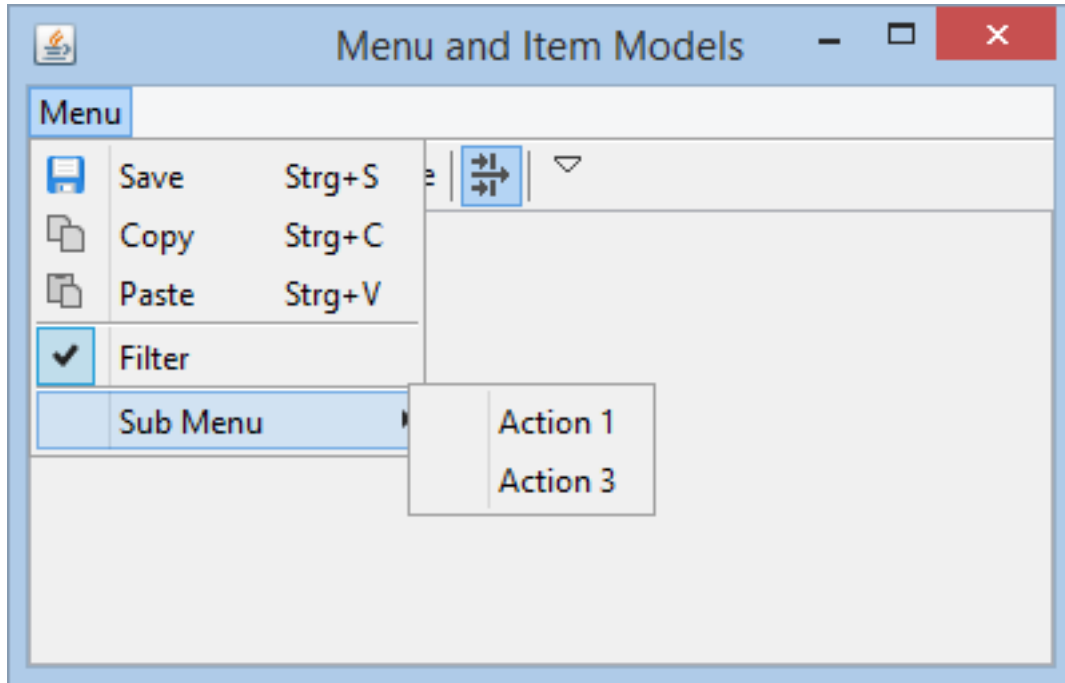 Menu and Item Models
Menu
Save Strg+S
e
Copy Strg+C
Paste Strg+V
Filter
Sub Menu
Action 1
Action 3